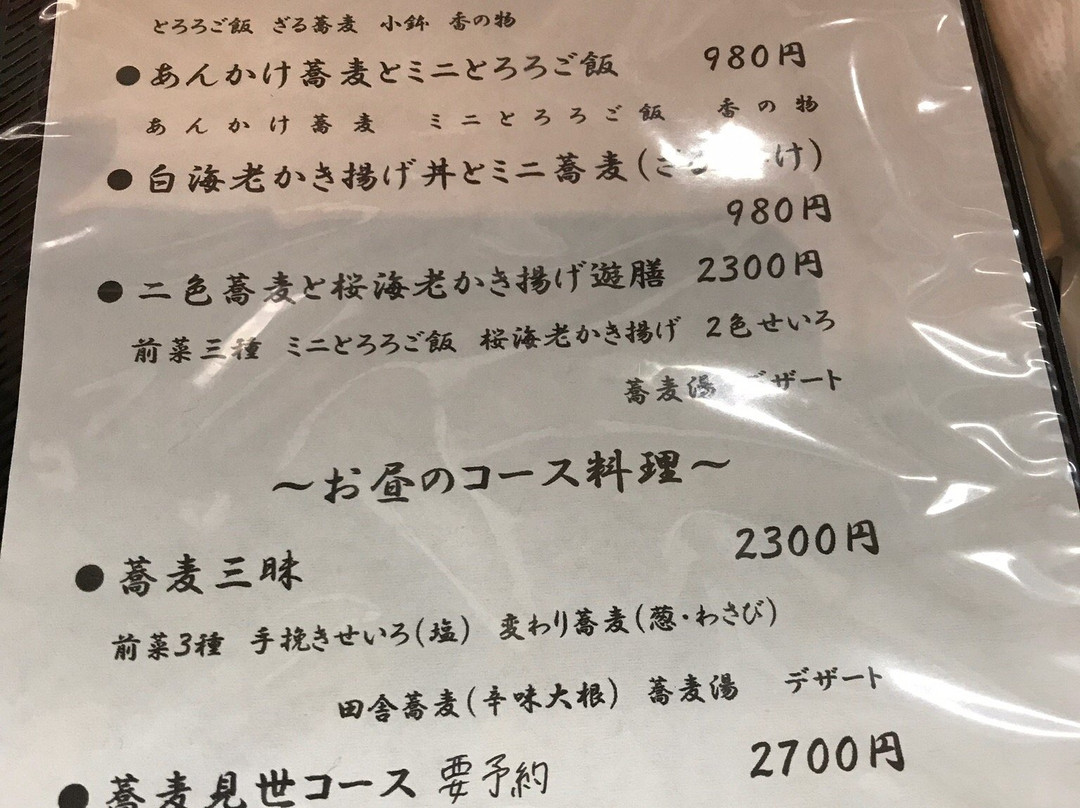 とろろご飯 ざる蕎麦 小鉢 香の物
●あんかけ蕎麦とミニとろろご飯 980円
あんかけ蕎麦 ミニとろろご飯 香の物
●白海老かき揚げ丼とミニ蕎麦(ざ け)
980円
●二色蕎麦と桜海老かき揚げ遊膳 2300円
前菜三種 ミニとろろご飯 桜海老かき揚げ 2色せいろ
蕎麦湯 デザート
～お昼のコース料理～
●蕎麦三昧 2300円
前菜3種 手挽きせいろ(塩) 変わり蕎麦(葱・わさび)
田舎蕎麦(辛味大根) 蕎麦湯 デザート
●蕎麦見世コース 要予約 2700円